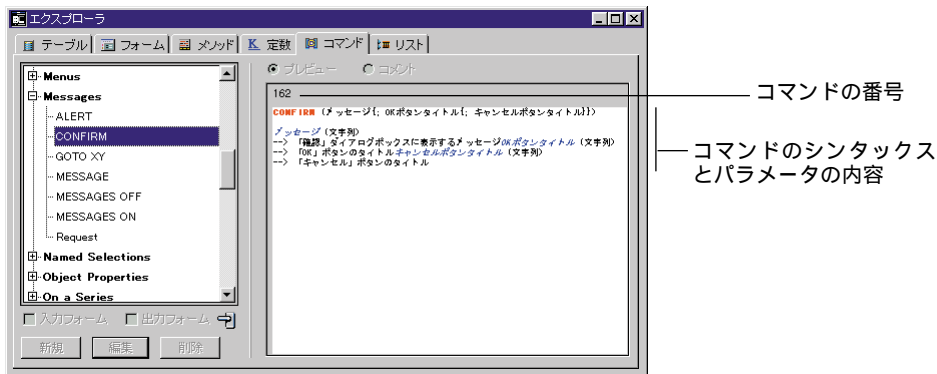 エクスプローラ
テーブル フォーム メソッド 定数 コマンド リスト
Menus
Messages
ALERT
CONFIRM
GOTO XY
MESSAGE
MESSAGES OFF
MESSAGES ON
Request
Named Selections
Object Properties
On a Series
入力フォーム 出力フォーム
新規 編集 削除
プレビュー コメント
162
CONFIRM (メッセージ{; OKボタンタイトル{; キャンセルボタンタイトル}})
メッセージ (文字列)
--> 「確認」ダイアログボックスに表示するメッセージOKボタンタイトル (文字列)
--> 「OK」ボタンのタイトルキャンセルボタンタイトル (文字列)
--> 「キャンセル」ボタンのタイトル
コマンドの番号
コマンドのシンタックス
とパラメータの内容